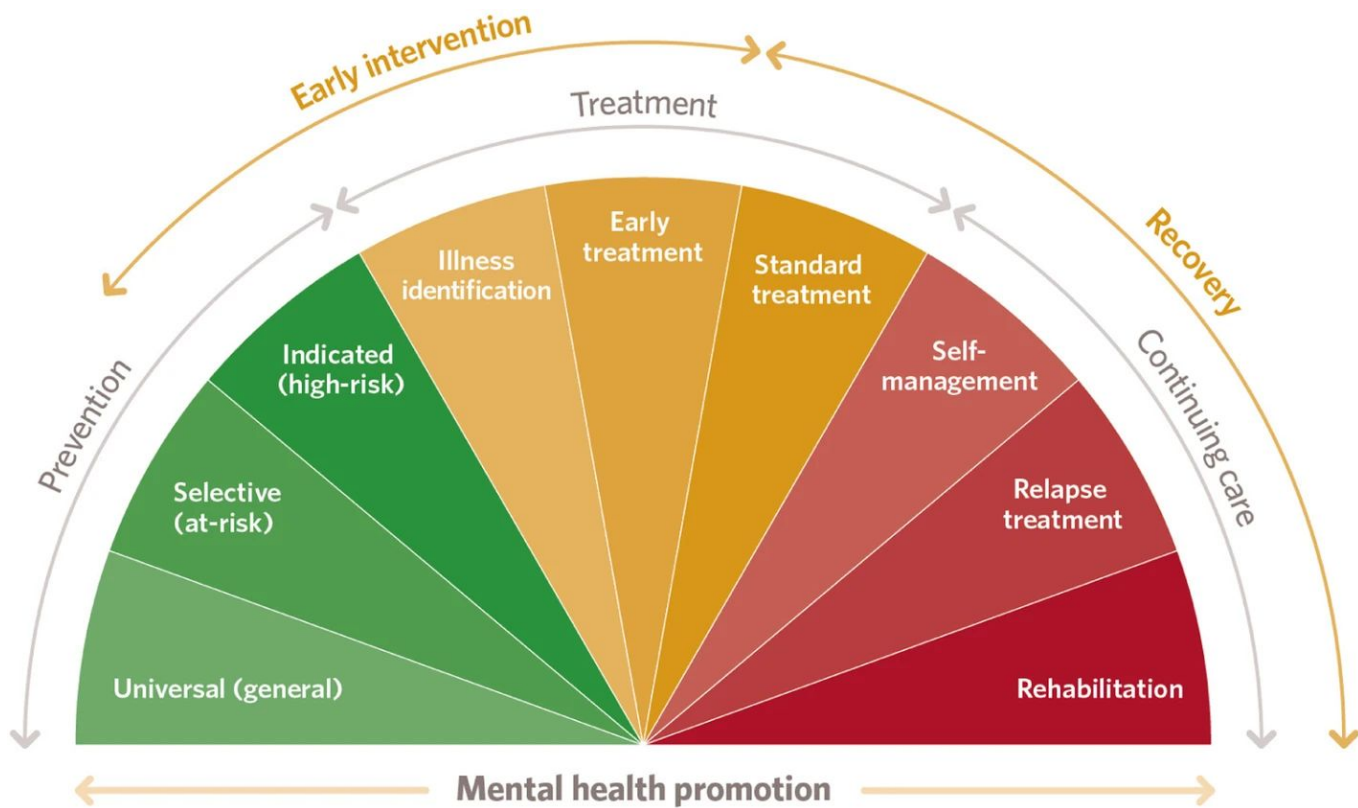 Early intervention
Treatment
Recovery
Prevention
Continuing care
Universal (general)
Selective
(at-risk)
Indicated
(high-risk)
Illness
identification
Early
treatment
Standard
treatment
Self-
management
Relapse
treatment
Rehabilitation
Mental health promotion